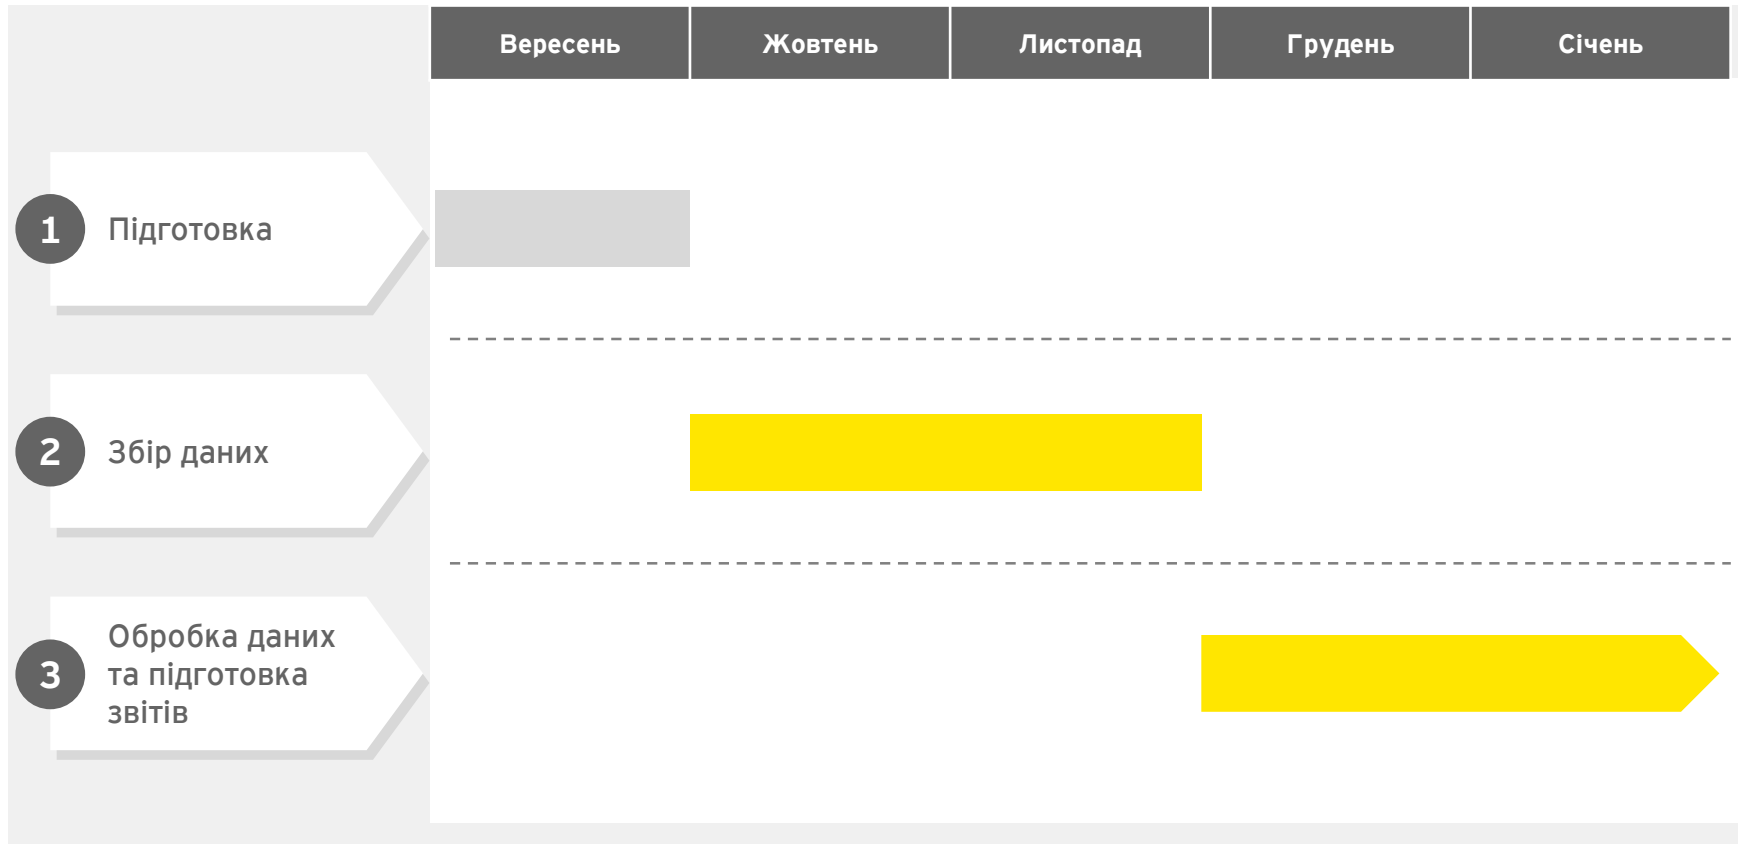 Вересень
Жовтень
Листопад
Грудень
Січень
1
Підготовка
2
Збір даних
3
Обробка даних
та підготовка
звітів